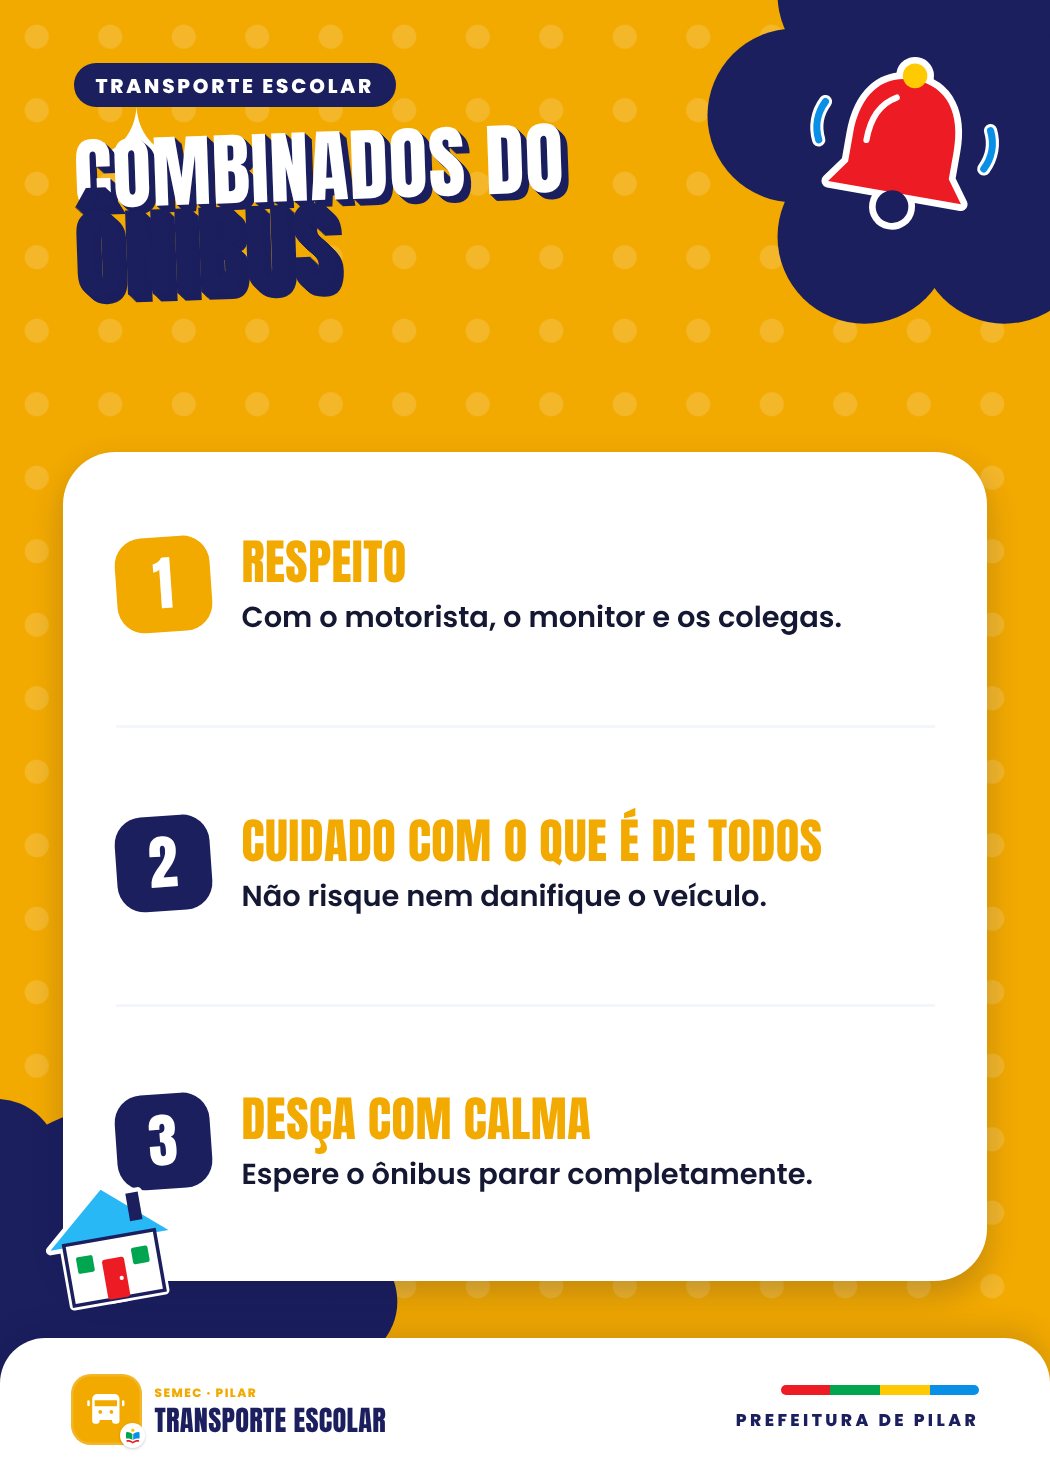 TRANSPORTE ESCOLAR
COMBINADOS DO
ÔNIBUS
1
RESPEITO
Com o motorista, o monitor e os colegas.
2
CUIDADO COM O QUE É DE TODOS
Não risque nem danifique o veículo.
3
DESÇA COM CALMA
Espere o ônibus parar completamente.
SEMEC · PILAR
TRANSPORTE ESCOLAR
PREFEITURA DE PILAR